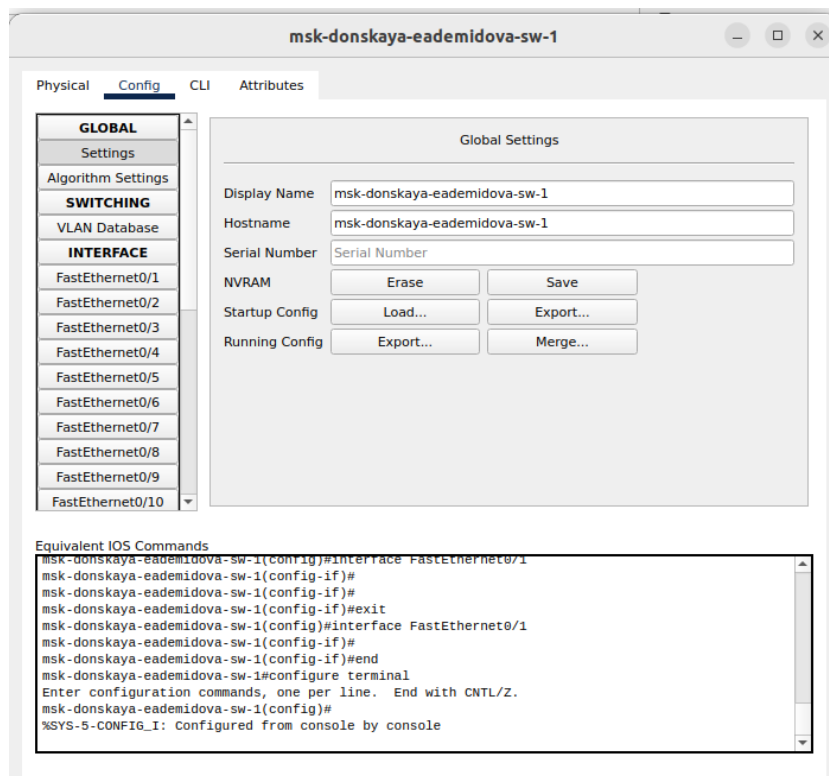 msk-donskaya-eademidova-sw-1
Physical Config CLI Attributes
GLOBAL
Settings
Algorithm Settings
SWITCHING
VLAN Database
INTERFACE
FastEthernet0/1
FastEthernet0/2
FastEthernet0/3
FastEthernet0/4
FastEthernet0/5
FastEthernet0/6
FastEthernet0/7
FastEthernet0/8
FastEthernet0/9
FastEthernet0/10
Global Settings
Display Name msk-donskaya-eademidova-sw-1
Hostname msk-donskaya-eademidova-sw-1
Serial Number Serial Number
NVRAM Erase Save
Startup Config Load... Export...
Running Config Export... Merge...
Equivalent IOS Commands
msk-donskaya-eademidova-sw-1(config)#interface FastEthernet0/1
msk-donskaya-eademidova-sw-1(config-if)#
msk-donskaya-eademidova-sw-1(config-if)#
msk-donskaya-eademidova-sw-1(config-if)#exit
msk-donskaya-eademidova-sw-1(config)#interface FastEthernet0/1
msk-donskaya-eademidova-sw-1(config-if)#
msk-donskaya-eademidova-sw-1(config-if)#end
msk-donskaya-eademidova-sw-1#configure terminal
Enter configuration commands, one per line. End with CNTL/Z.
msk-donskaya-eademidova-sw-1(config)#
%SYS-5-CONFIG_I: Configured from console by console